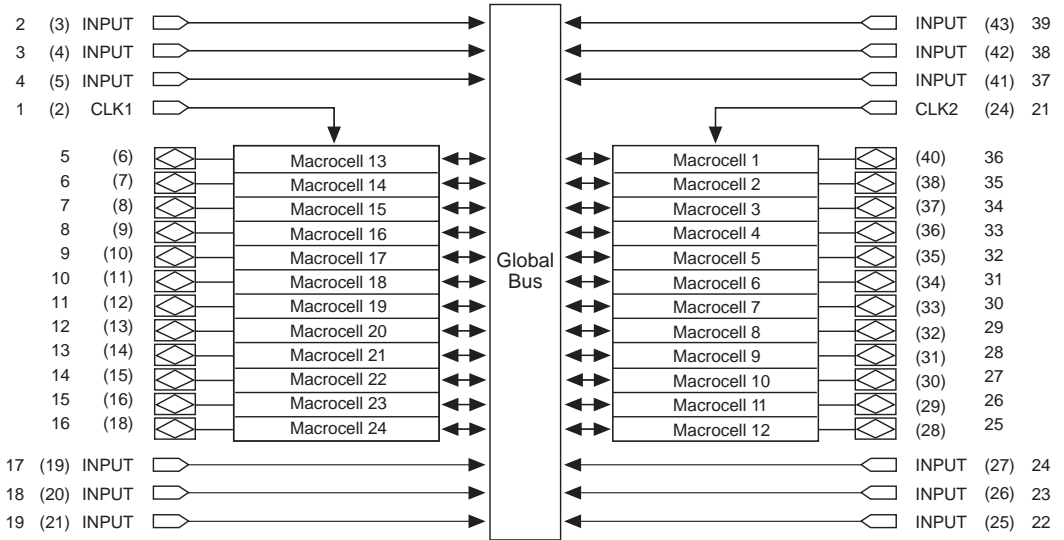 2 (3) INPUT INPUT (43) 39
3 (4) INPUT INPUT (42) 38
4 (5) INPUT INPUT (41) 37
1 (2) CLK1 CLK2 (24) 21
5 (6) Macrocell 13 Macrocell 1 (40) 36
6 (7) Macrocell 14 Macrocell 2 (38) 35
7 (8) Macrocell 15 Macrocell 3 (37) 34
8 (9) Macrocell 16 Macrocell 4 (36) 33
9 (10) Macrocell 17 Global Macrocell 5 (35) 32
10 (11) Macrocell 18 Bus Macrocell 6 (34) 31
11 (12) Macrocell 19 Macrocell 7 (33) 30
12 (13) Macrocell 20 Macrocell 8 (32) 29
13 (14) Macrocell 21 Macrocell 9 (31) 28
14 (15) Macrocell 22 Macrocell 10 (30) 27
15 (16) Macrocell 23 Macrocell 11 (29) 26
16 (18) Macrocell 24 Macrocell 12 (28) 25
17 (19) INPUT INPUT (27) 24
18 (20) INPUT INPUT (26) 23
19 (21) INPUT INPUT (25) 22